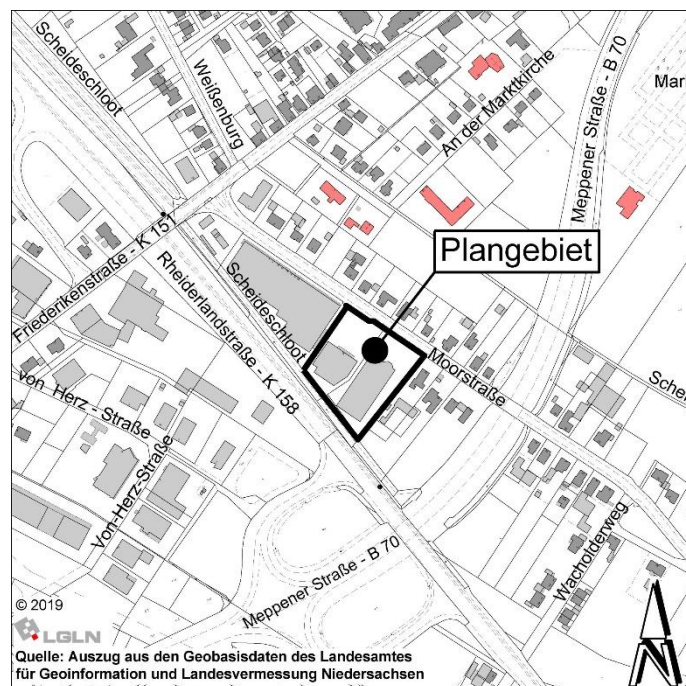 Scheideschloot
Weißenburg
An der Marktkirche
Meppener Straße - B 70
Mar
Friederikenstraße - K 151
Scheideschloot
Rheiderlandstraße - K 158
Plangebiet
Moorstraße
Von - Herz - Straße
Von-Herz-Straße
Meppener Straße - B 70
Wacholderweg
© 2019
LGLN
N
Quelle: Auszug aus den Geobasisdaten des Landesamtes
für Geoinformation und Landesvermessung Niedersachsen